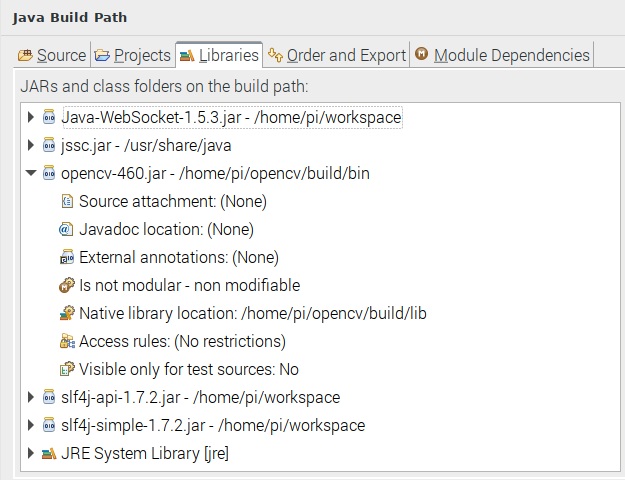 Java Build Path
Source Projects Libraries Order and Export Module Dependencies
JARs and class folders on the build path:
Java-WebSocket-1.5.3.jar - /home/pi/workspace
jssc.jar - /usr/share/java
opencv-460.jar - /home/pi/opencv/build/bin
Source attachment: (None)
Javadoc location: (None)
External annotations: (None)
Is not modular - non modifiable
Native library location: /home/pi/opencv/build/lib
Access rules: (No restrictions)
Visible only for test sources: No
slf4j-api-1.7.2.jar - /home/pi/workspace
slf4j-simple-1.7.2.jar - /home/pi/workspace
JRE System Library [jre]